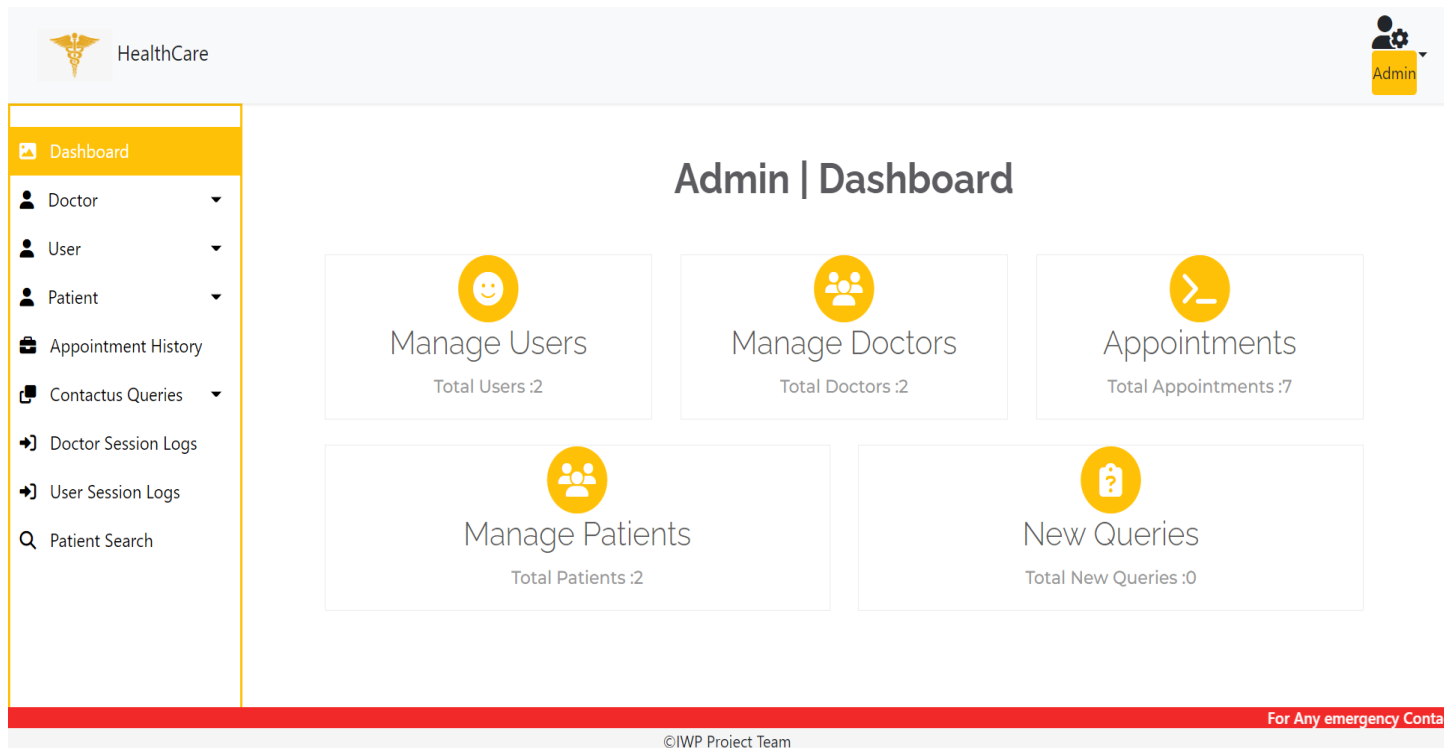 HealthCare
Admin
Dashboard
Doctor
User
Patient
Appointment History
Contactus Queries
Doctor Session Logs
User Session Logs
Patient Search
Admin | Dashboard
Manage Users
Total Users :2
Manage Doctors
Total Doctors :2
Appointments
Total Appointments :7
Manage Patients
Total Patients :2
New Queries
Total New Queries :0
For Any emergency Conta
©IWP Project Team